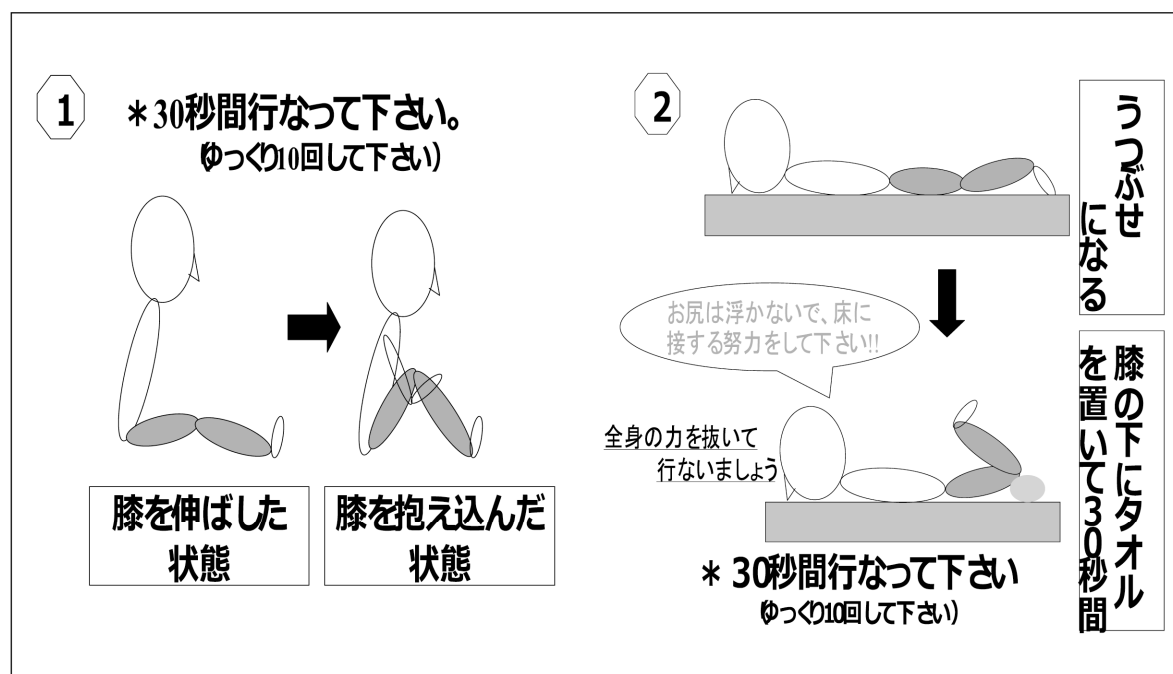 1
＊30秒間行なって下さい。
（ゆっくり10回して下さい）
膝を伸ばした
状態
膝を抱え込んだ
状態
2
うつぶせ
になる
お尻は浮かないで、床に
接する努力をして下さい!!
全身の力を抜いて
行ないましょう
膝の下にタオル
を置いて30秒間
＊30秒間行なって下さい
（ゆっくり10回して下さい）